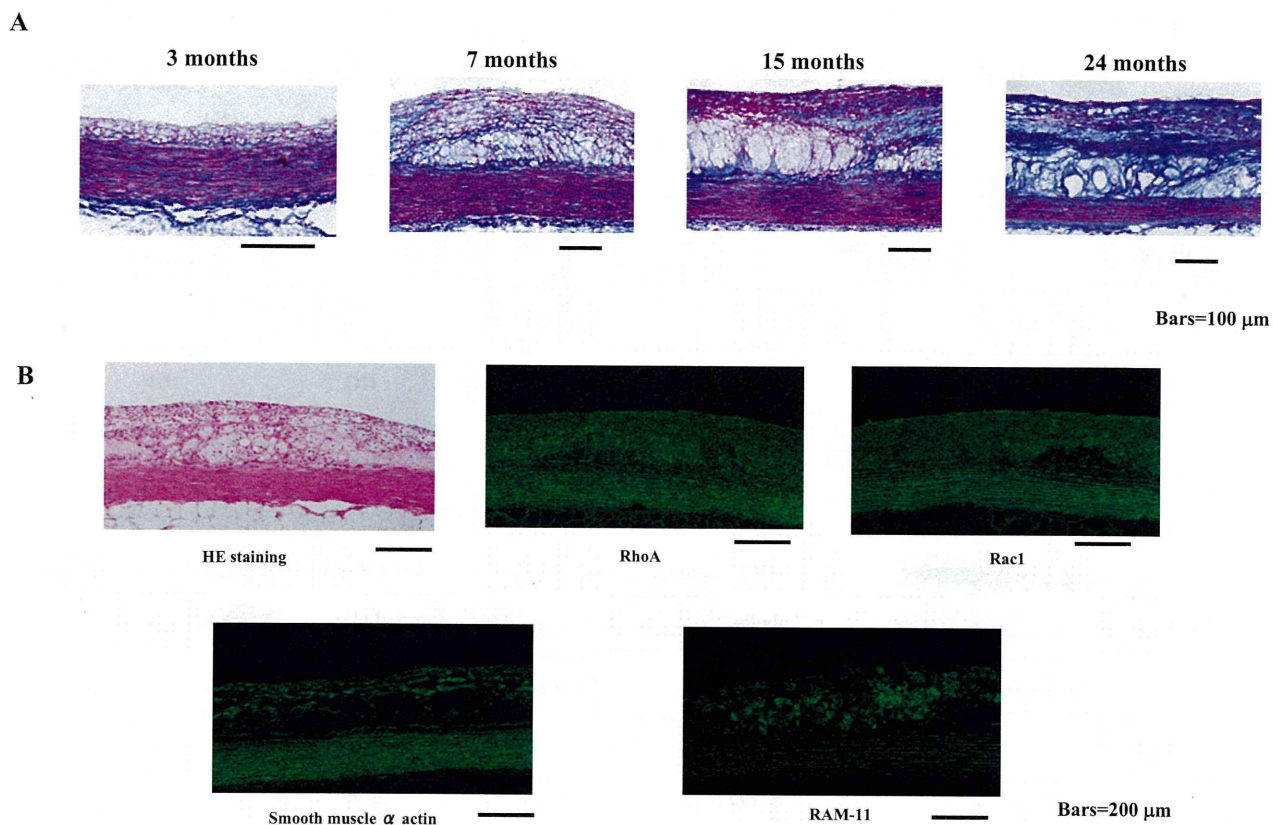 A
3 months 7 months 15 months 24 months
Bars=100 μm
B
HE staining RhoA Rac1
Smooth muscle α actin RAM-11 Bars=200 μm